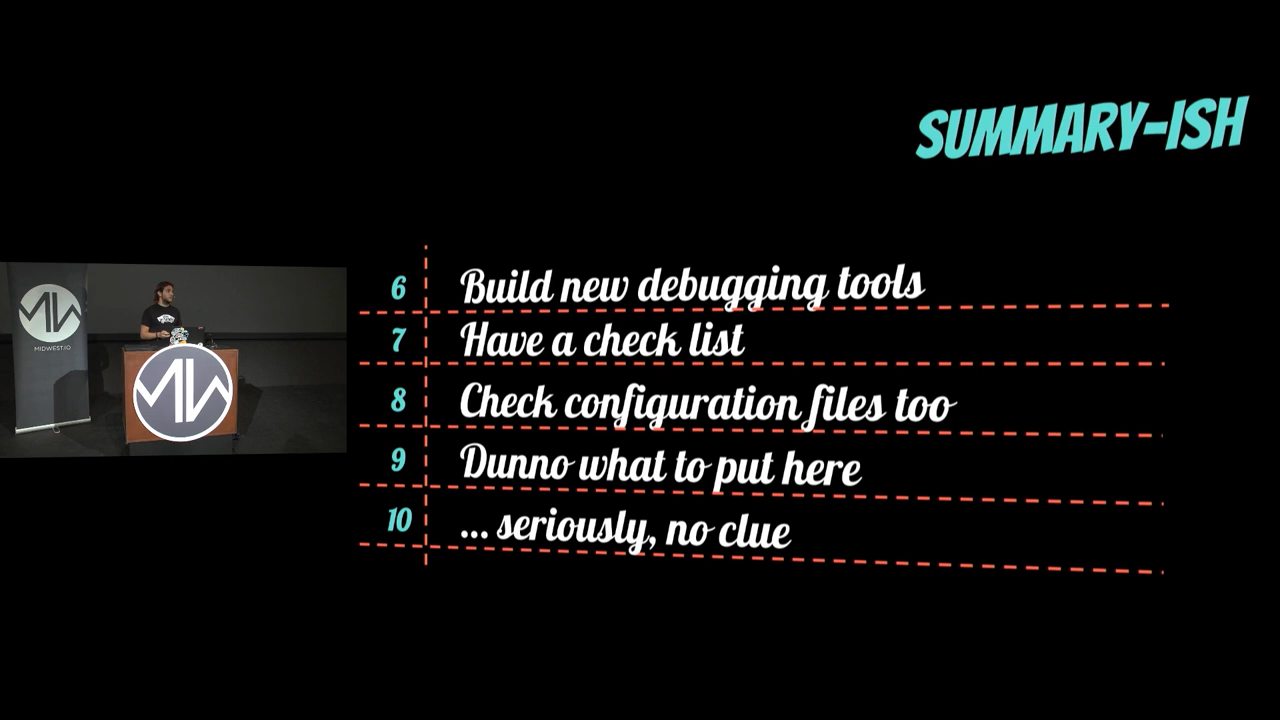 SUMMARY-ISH
6 Build new debugging tools
7 Have a check list
8 Check configuration files too
9 Dunno what to put here
10 ... seriously, no clue
MIDWEST.IO